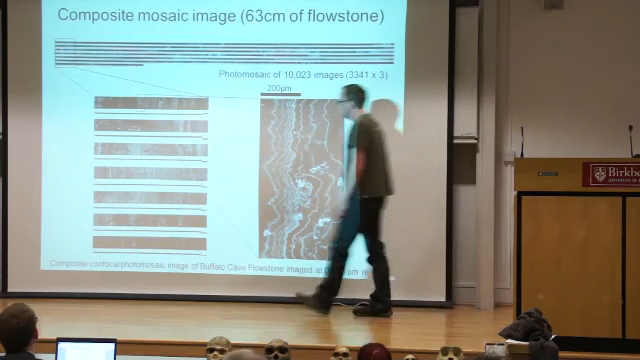 Composite mosaic image (63cm of flowstone)
Photomosaic of 10,023 images (3341 x 3)
200µm
Composite confocal photomosaic image of Buffalo Cave Flowstone imaged at
Birkbe